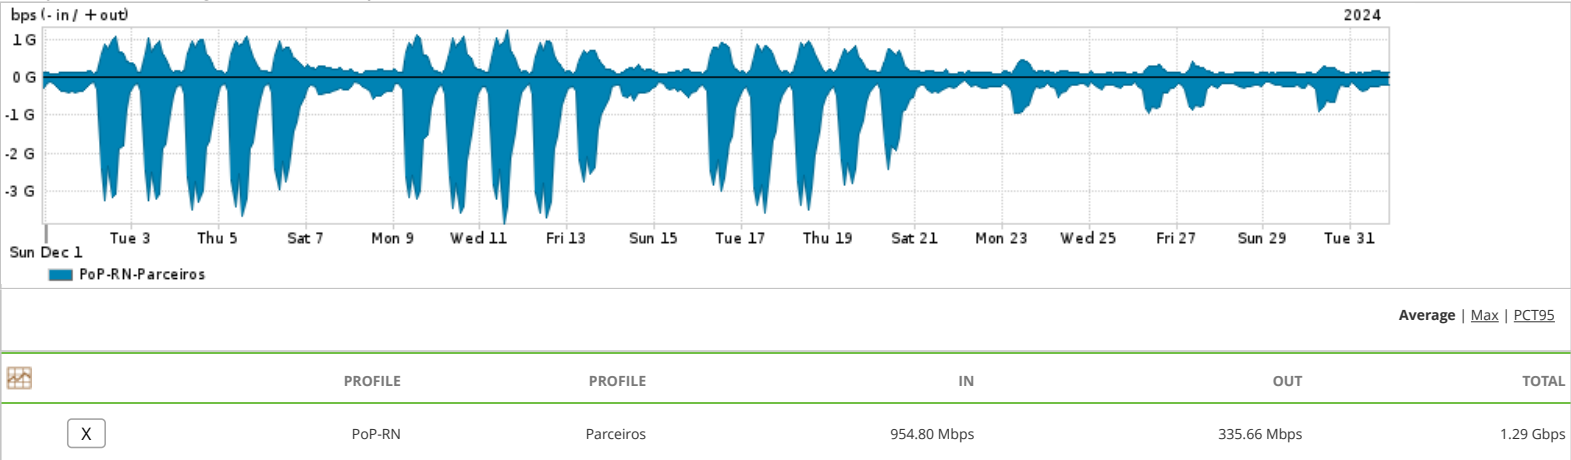 bps (- in / + out)
2024
1 G
0 G
-1 G
-2 G
-3 G
Tue 3 Thu 5 Sat 7 Mon 9 Wed 11 Fri 13 Sun 15 Tue 17 Thu 19 Sat 21 Mon 23 Wed 25 Fri 27 Sun 29 Tue 31
Sun Dec 1
PoP-RN-Parceiros
Average | Max | PCT95
PROFILE PROFILE IN OUT TOTAL
X PoP-RN Parceiros 954.80 Mbps 335.66 Mbps 1.29 Gbps